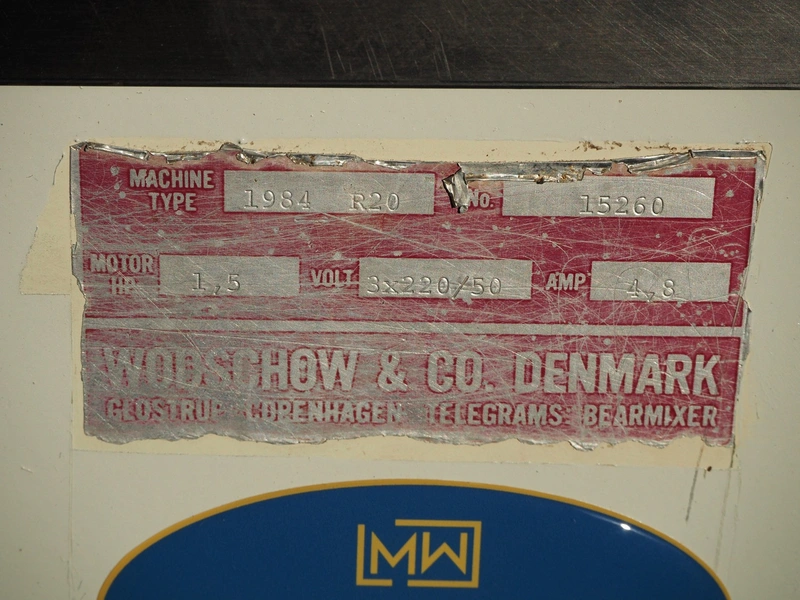 MACHINE TYPE 1984 R20 No. 15260
MOTOR HP. 1,5 VOLT 3x220/50 AMP 4,8
WODSCHOW & CO. DENMARK
GLOSTRUP - COPENHAGEN TELEGRAMS: BEARMIXER
MW